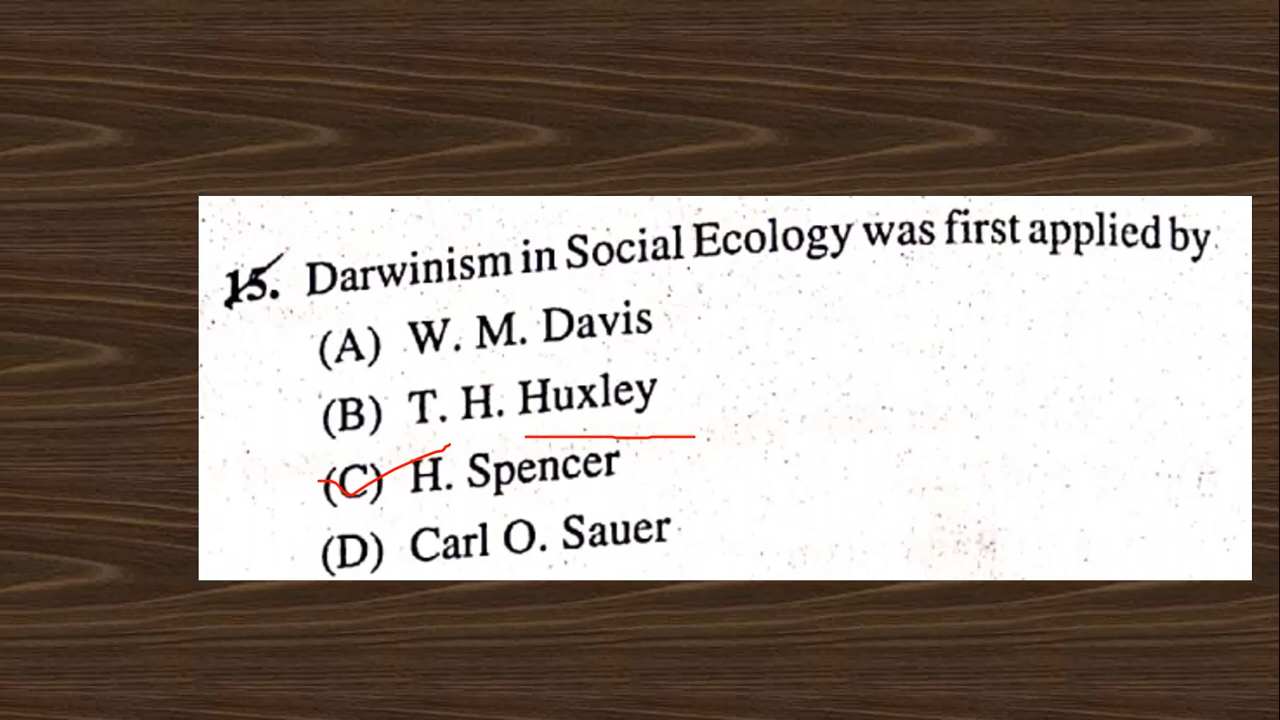 15. Darwinism in Social Ecology was first applied by
(A) W. M. Davis
(B) T. H. Huxley
(C) H. Spencer
(D) Carl O. Sauer